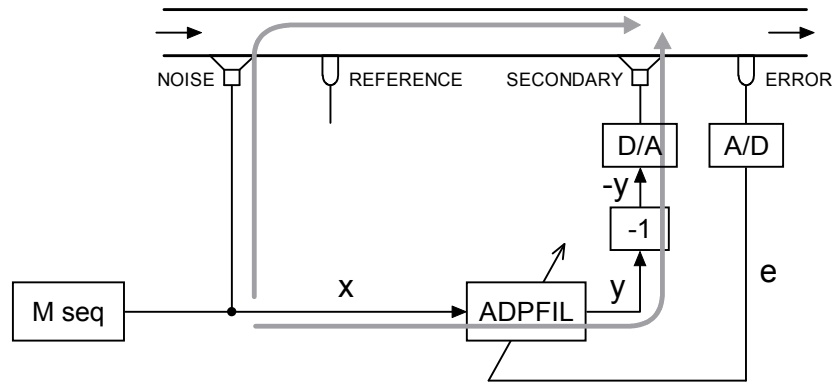 NOISE
REFERENCE
SECONDARY
ERROR
D/A
A/D
-y
-1
x
y
e
M seq
ADPFIL